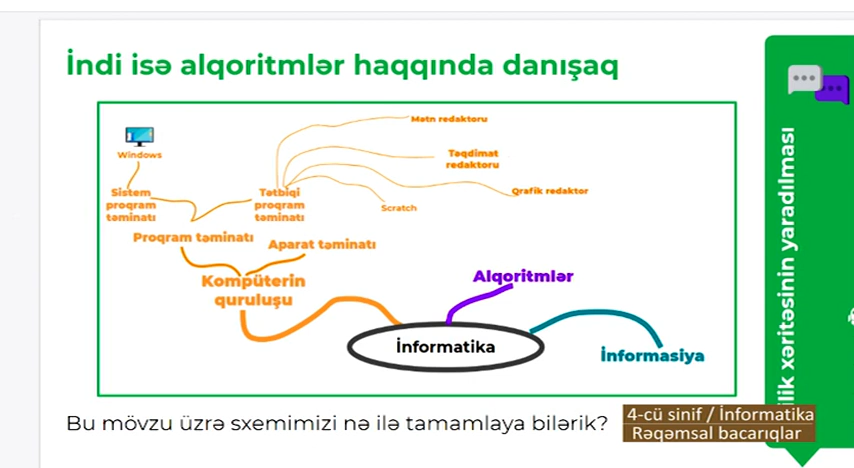 İndi isə alqoritmlər haqqında danışaq
Mətn redaktoru
Windows
Təqdimat
redaktoru
Sistem
proqram
təminatı
Tətbiqi
proqram
təminatı
Qrafik redaktor
Scratch
Proqram təminatı
Aparat təminatı
Kompüterin
quruluşu
Alqoritmlər
İnformatika
İnformasiya
xəritəsinin yaradılması
Bu mövzu üzrə sxemimizi nə ilə tamamlaya bilərik?
4-cü sinif / İnformatika
Rəqəmsal bacarıqlar